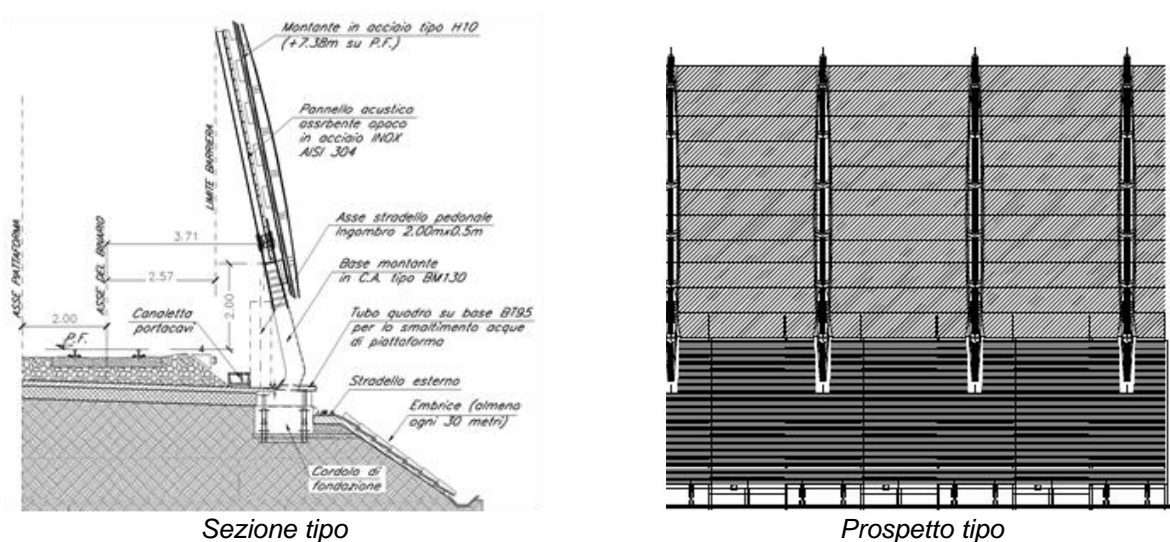 Montante in acciaio tipo H10
(+7.38m su P.F.)
Pannello acustico
assrbente opaco
in acciaio INOX
AISI 304
LIMITE BARRIERA
ASSE PIATTAFORMA
ASSE DEL BINARIO
3.71
2.57
2.00
2.00
Asse stradello pedonale
Ingombro 2.00mx0.5m
Base montante
in C.A. tipo BM130
Canaletta
portacavi
P.F.
4
3
Tubo quadro su base BT95
per lo smaltimento acque
di piattaforma
Stradello esterno
Embrice (almeno
ogni 30 metri)
Cordolo di
fondazione
Sezione tipo
Prospetto tipo